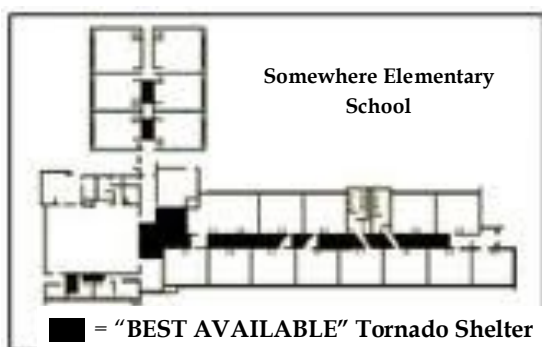 Somewhere Elementary
School
= “BEST AVAILABLE” Tornado Shelter